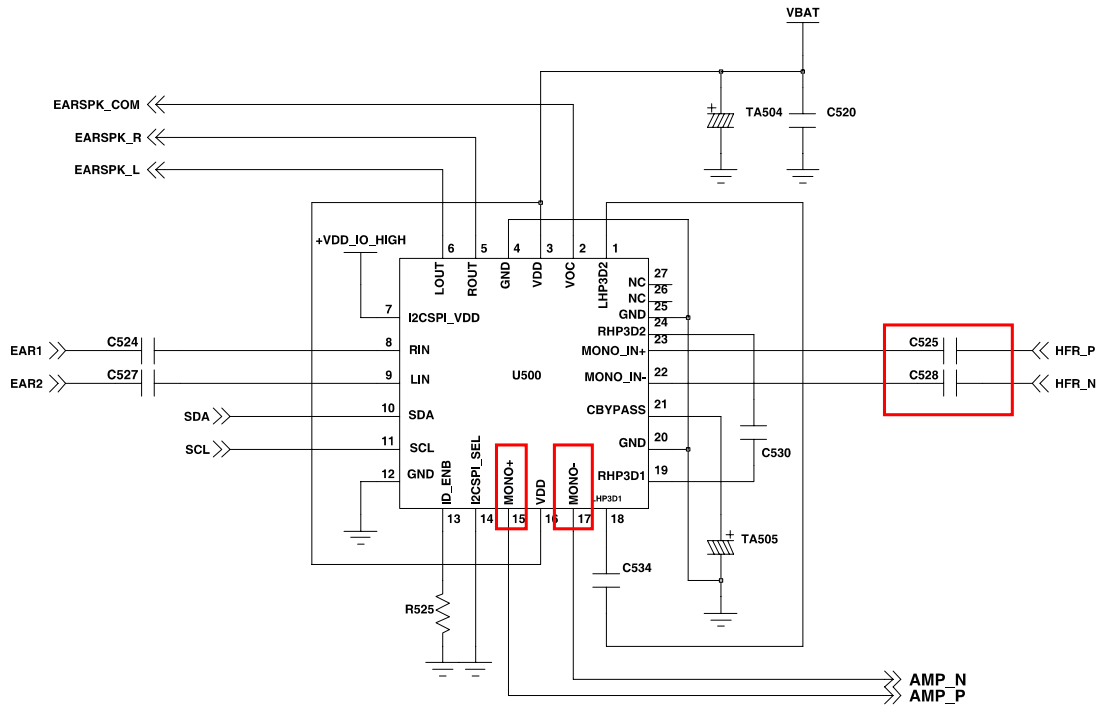 VBAT
EARSPK_COM
TA504
C520
EARSPK_R
EARSPK_L
+VDD_IO_HIGH
6
5
4
3
2
1
LOUT
ROUT
GND
VDD
VOC
LHP3D2
27
NC
26
NC
25
GND
24
RHP3D2
23
7
I2CSPI_VDD
EAR1
C524
8
RIN
MONO_IN+
C525
HFR_P
EAR2
C527
9
LIN
U500
MONO_IN-
22
C528
HFR_N
SDA
10
SDA
CBYPASS
21
SCL
11
SCL
GND
20
C530
12
GND
RHP3D1
19
ID_ENB
I2CSPI_SEL
MONO+
VDD
MONO-
LHP3D1
13
14
15
16
17
18
TA505
C534
R525
AMP_N
AMP_P